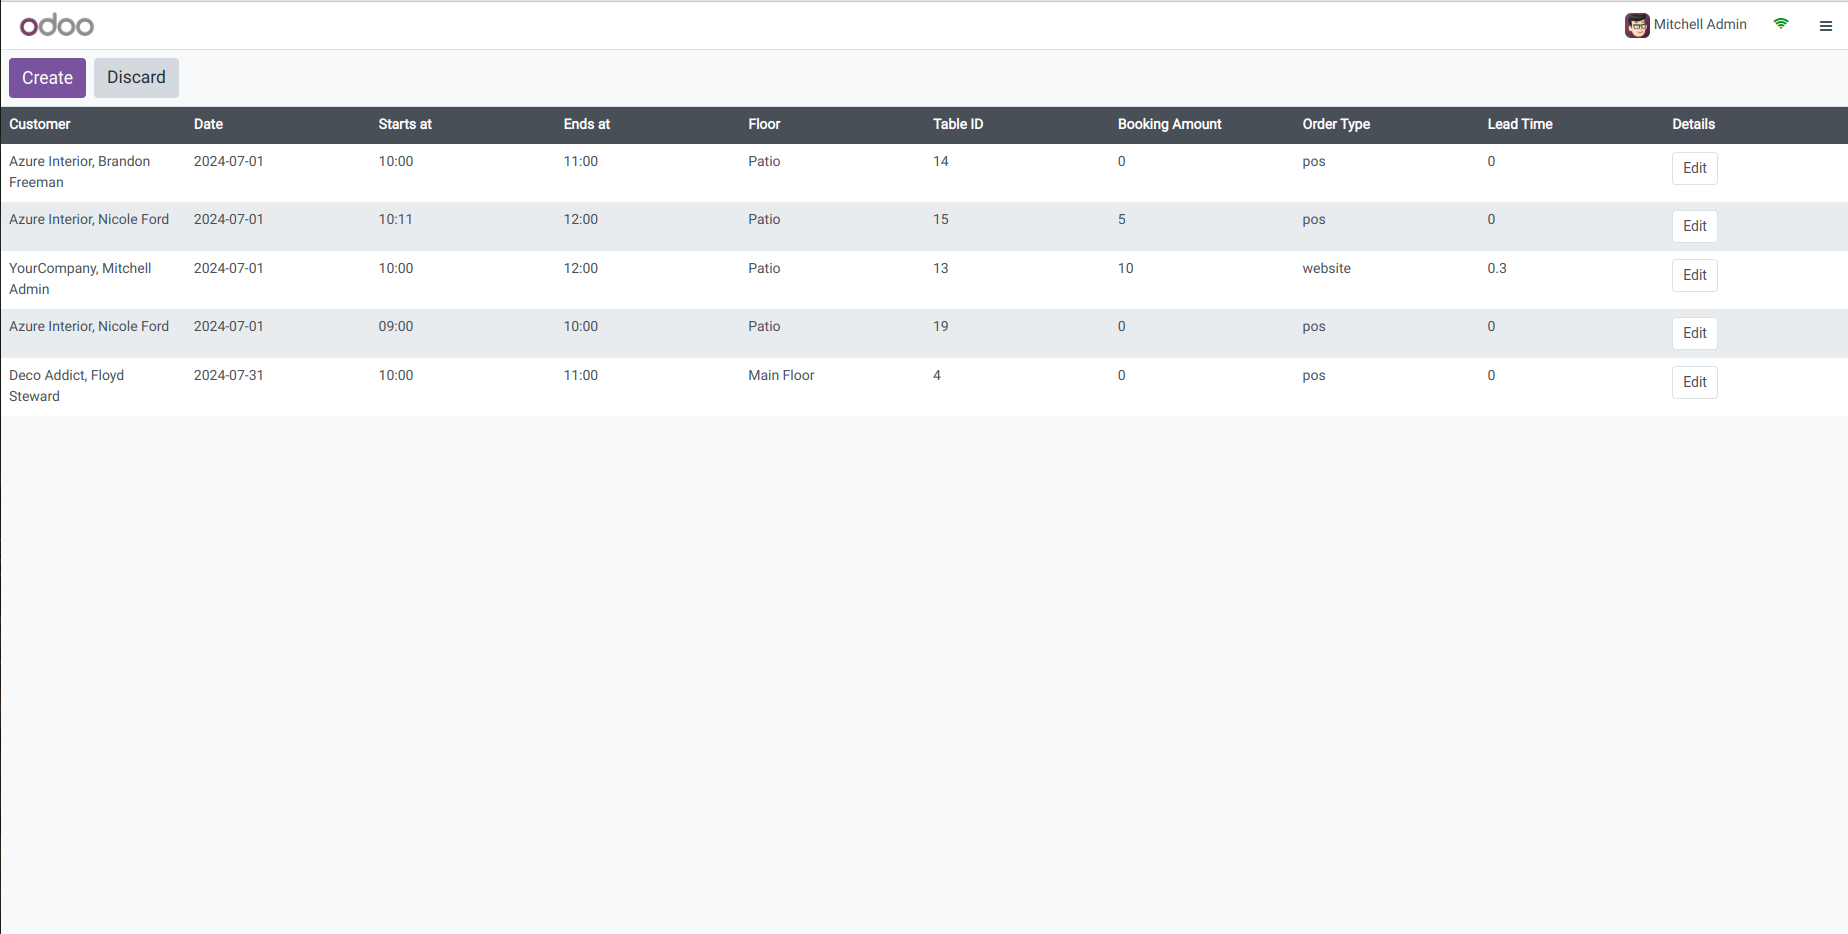 odoo Mitchell Admin
Create Discard
Customer Date Starts at Ends at Floor Table ID Booking Amount Order Type Lead Time Details
Azure Interior, Brandon 2024-07-01 10:00 11:00 Patio 14 0 pos 0 Edit
Freeman
Azure Interior, Nicole Ford 2024-07-01 10:11 12:00 Patio 15 5 pos 0 Edit
YourCompany, Mitchell 2024-07-01 10:00 12:00 Patio 13 10 website 0.3 Edit
Admin
Azure Interior, Nicole Ford 2024-07-01 09:00 10:00 Patio 19 0 pos 0 Edit
Deco Addict, Floyd 2024-07-31 10:00 11:00 Main Floor 4 0 pos 0 Edit
Steward